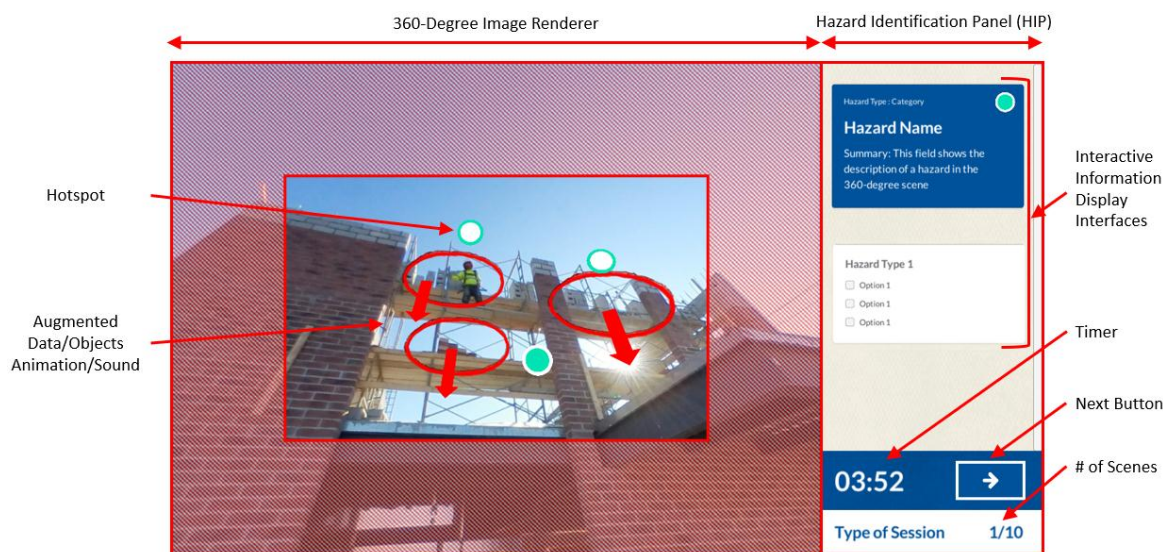 360-Degree Image Renderer
Hazard Identification Panel (HIP)
Hotspot
Augmented
Data/Objects
Animation/Sound
Hazard Type : Category
Hazard Name
Summary: This field shows the
description of a hazard in the
360-degree scene
Hazard Type 1
Option 1
Option 1
Option 1
Interactive
Information
Display
Interfaces
Timer
Next Button
# of Scenes
03:52
Type of Session
1/10